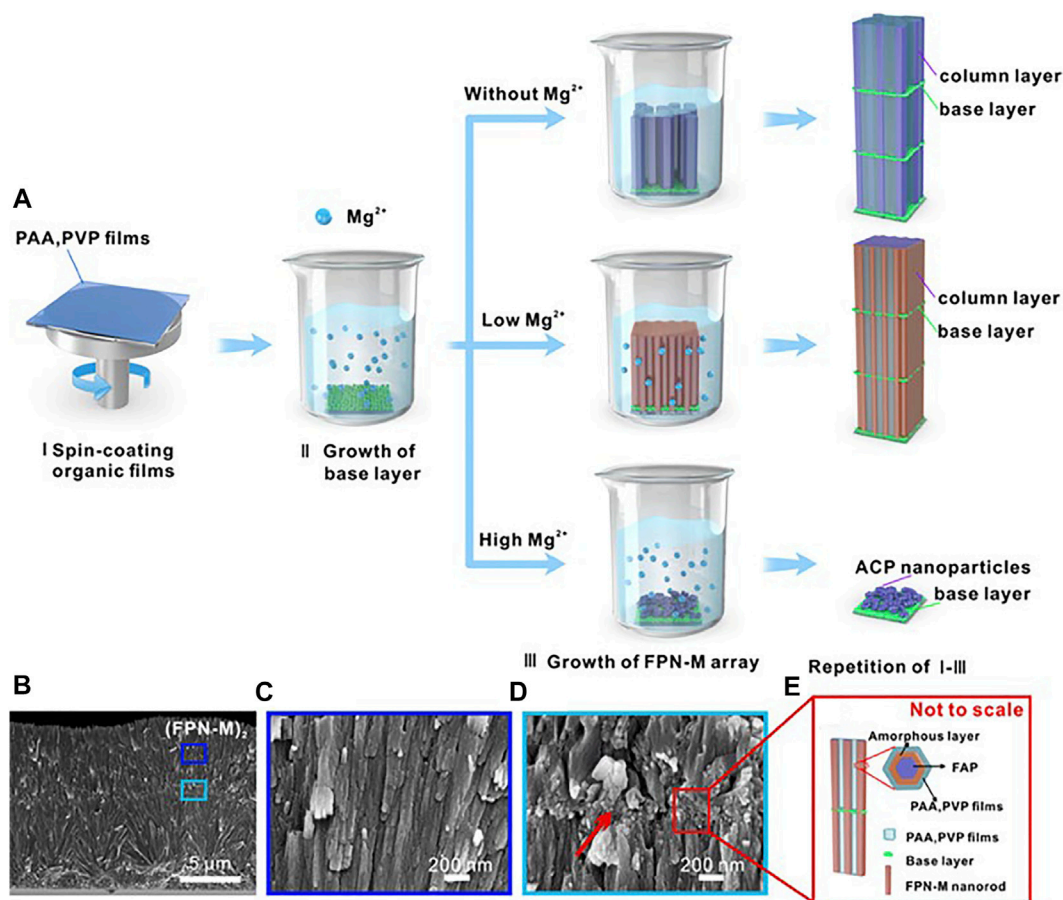 A
PAA,PVP films
I Spin-coating
organic films
Mg²⁺
Ⅱ Growth of
base layer
Without Mg²⁺
column layer
base layer
Low Mg²⁺
column layer
base layer
High Mg²⁺
ACP nanoparticles
base layer
Ⅲ Growth of FPN-M array
Repetition of Ⅰ-Ⅲ
B
(FPN-M)₂
5 μm
C
200 nm
D
200 nm
E
Not to scale
Amorphous layer
FAP
PAA,PVP films
PAA,PVP films
Base layer
FPN-M nanorod